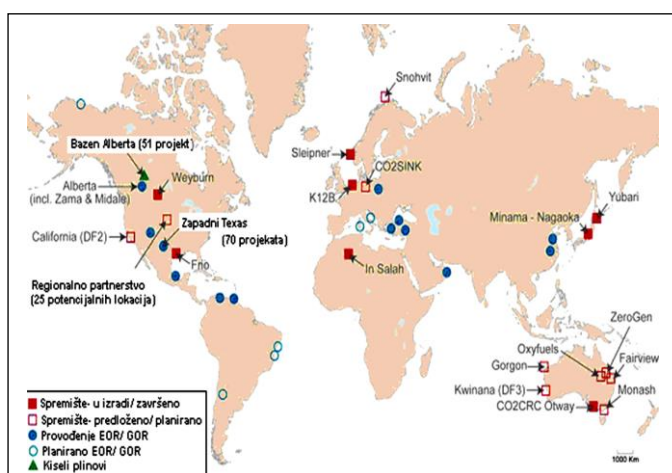 Snohvit
Bazen Alberta (51 projekt)
Sleipner
CO2SINK
Weyburn
Alberta
(incl. Zama & Midale)
K12B
Yubari
Zapadni Texas
(70 projekata)
Minama - Nagaoka
California (DF2)
Frio
In Salah
Regionalno partnerstvo
(25 potencijalnih lokacija)
ZeroGen
Oxyfuels
Fairview
Gorgon
Kwinana (DF3)
Monash
CO2CRC Otway
Spremište- u izradi/ završeno
Spremište- predloženo/ planirano
Provođenje EOR/ GOR
Planirano EOR/ GOR
Kiseli plinovi
1000 Km